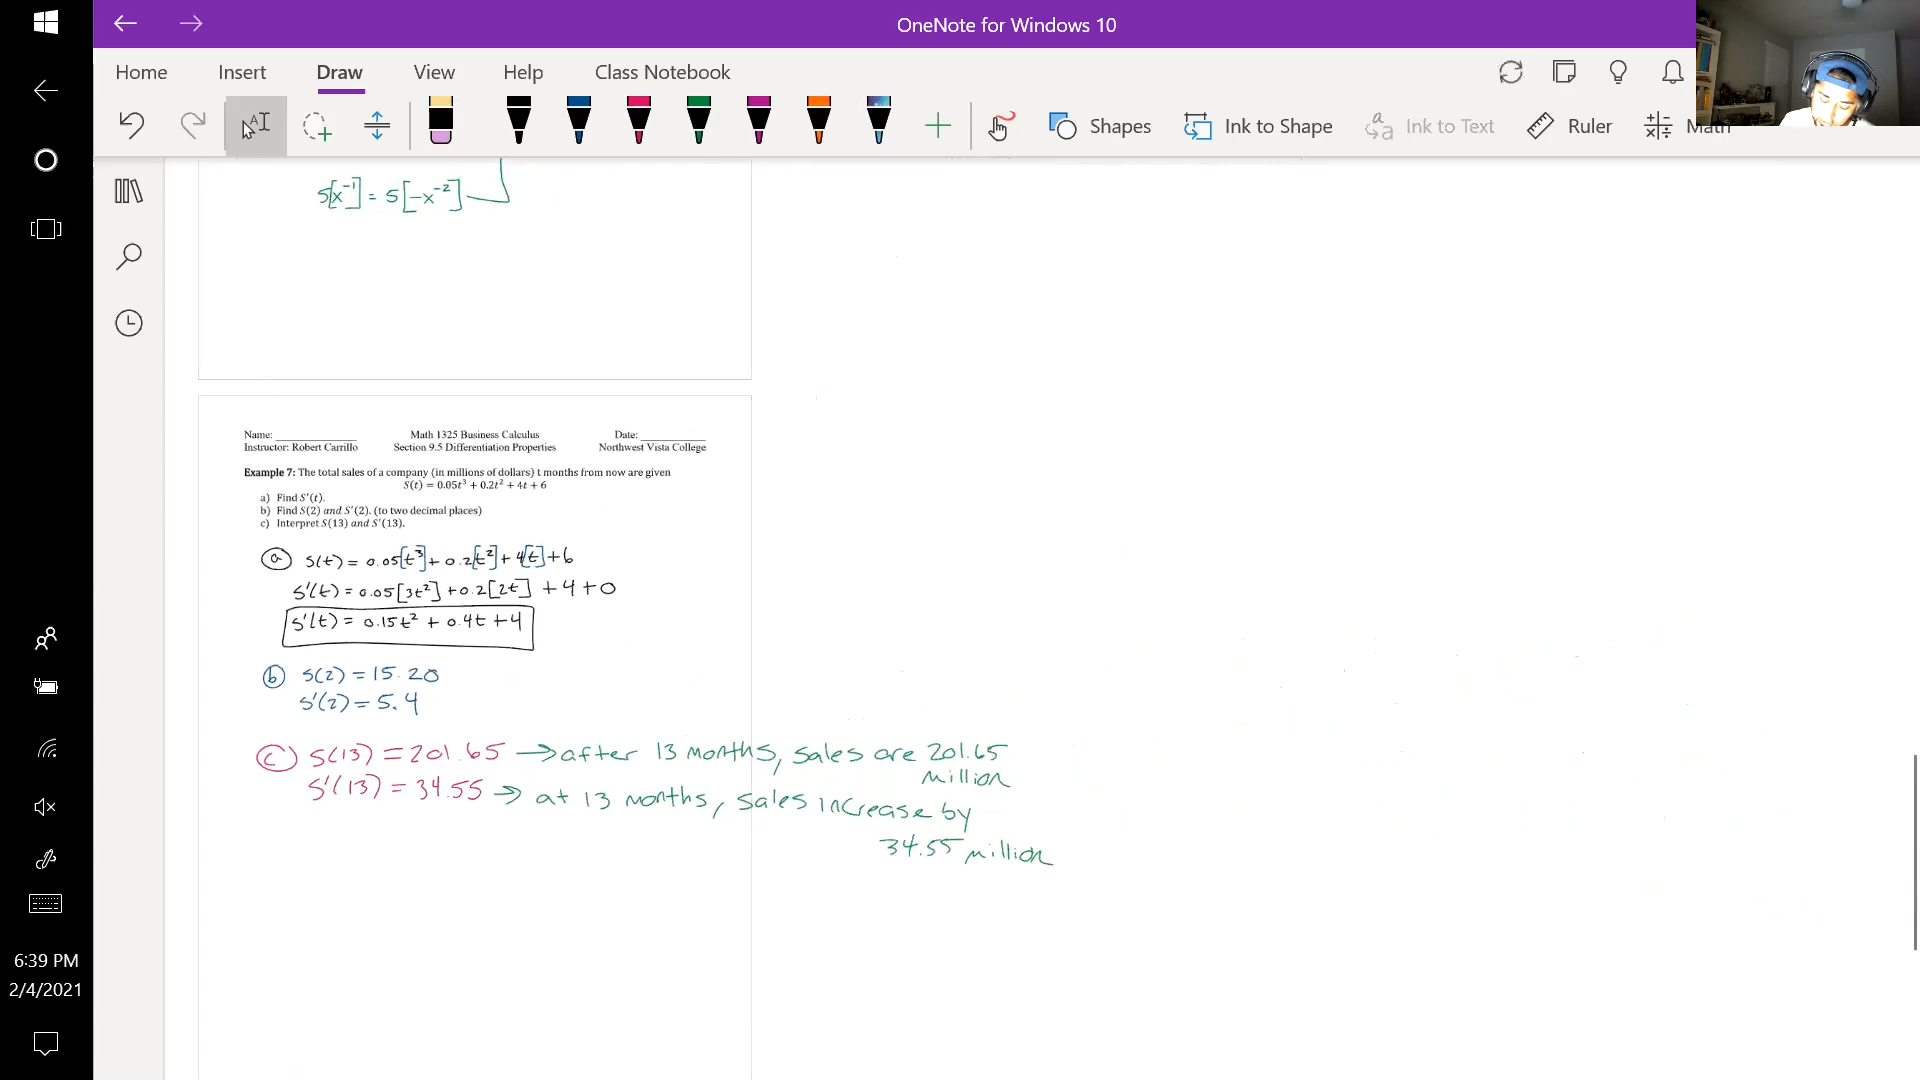 OneNote for Windows 10
Home Insert Draw View Help Class Notebook
Shapes Ink to Shape Ink to Text Ruler Math
5[x⁻¹] = 5[-x⁻²]
Name: ______ Math 1325 Business Calculus Date: ______
Instructor: Robert Carrillo Section 9.5 Differentiation Properties Northwest Vista College
Example 7: The total sales of a company (in millions of dollars) t months from now are given
S(t) = 0.05t³ + 0.2t² + 4t + 6
a) Find S′(t).
b) Find S(2) and S′(2). (to two decimal places)
c) Interpret S(13) and S′(13).
a S(t) = 0.05[t³] + 0.2[t²] + 4[t] + 6
S'(t) = 0.05[3t²] + 0.2[2t] + 4 + 0
S'(t) = 0.15t² + 0.4t + 4
b S(2) = 15.20
S'(2) = 5.4
c S(13) = 201.65 → after 13 months, sales are 201.65
million
S'(13) = 34.55 → at 13 months, sales increase by
34.55 million
6:39 PM
2/4/2021